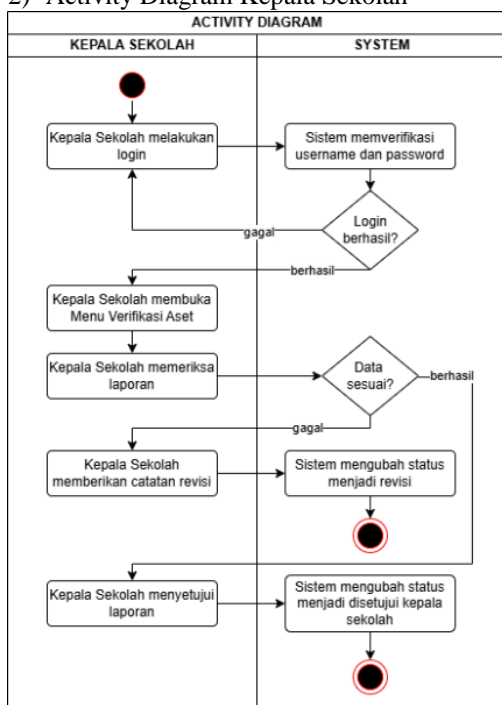 2) Activity Diagram Kepala Sekolah
ACTIVITY DIAGRAM
KEPALA SEKOLAH
SYSTEM
Kepala Sekolah melakukan
login
Sistem memverifikasi
username dan password
Login
berhasil?
gagal
berhasil
Kepala Sekolah membuka
Menu Verifikasi Aset
Kepala Sekolah memeriksa
laporan
Data
sesuai?
berhasil
gagal
Kepala Sekolah
memberikan catatan revisi
Sistem mengubah status
menjadi revisi
Kepala Sekolah menyetujui
laporan
Sistem mengubah status
menjadi disetujui kepala
sekolah